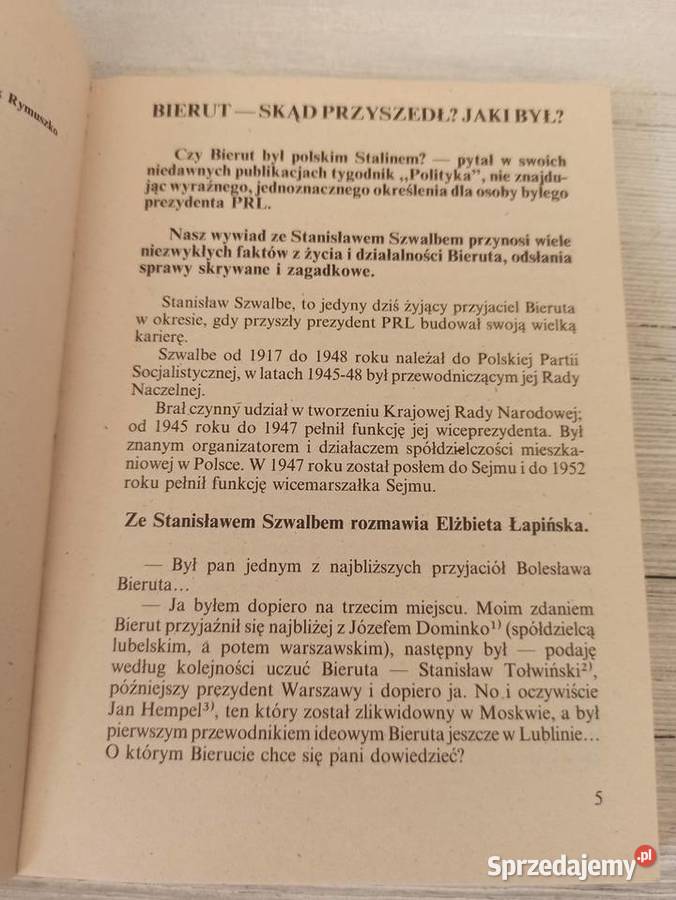 Rymuszko
BIERUT — SKĄD PRZYSZEDŁ? JAKI BYŁ?
Czy Bierut był polskim Stalinem? — pytał w swoich
niedawnych publikacjach tygodnik „Polityka”, nie znajdu-
jąc wyraźnego, jednoznacznego określenia dla osoby byłego
prezydenta PRL.
Nasz wywiad ze Stanisławem Szwalbem przynosi wiele
niezwykłych faktów z życia i działalności Bieruta, odsłania
sprawy skrywane i zagadkowe.
Stanisław Szwalbe, to jedyny dziś żyjący przyjaciel Bieruta
w okresie, gdy przyszły prezydent PRL budował swoją wielką
karierę.
Szwalbe od 1917 do 1948 roku należał do Polskiej Partii
Socjalistycznej, w latach 1945-48 był przewodniczącym jej Rady
Naczelnej.
Brał czynny udział w tworzeniu Krajowej Rady Narodowej;
od 1945 roku do 1947 pełnił funkcję jej wiceprezydenta. Był
znanym organizatorem i działaczem spółdzielczości mieszka-
niowej w Polsce. W 1947 roku został posłem do Sejmu i do 1952
roku pełnił funkcję wicemarszałka Sejmu.
Ze Stanisławem Szwalbem rozmawia Elżbieta Łapińska.
— Był pan jednym z najbliższych przyjaciół Bolesława
Bieruta...
— Ja byłem dopiero na trzecim miejscu. Moim zdaniem
Bierut przyjaźnił się najbliżej z Józefem Dominko¹⁾ (spółdzielcą
lubelskim, a potem warszawskim), następny był — podaję
według kolejności uczuć Bieruta — Stanisław Tołwiński²⁾,
późniejszy prezydent Warszawy i dopiero ja. No i oczywiście
Jan Hempel³⁾, ten który został zlikwidowny w Moskwie, a był
pierwszym przewodnikiem ideowym Bieruta jeszcze w Lublinie...
O którym Bierucie chce się pani dowiedzieć?
5
Sprzedajemy.pl